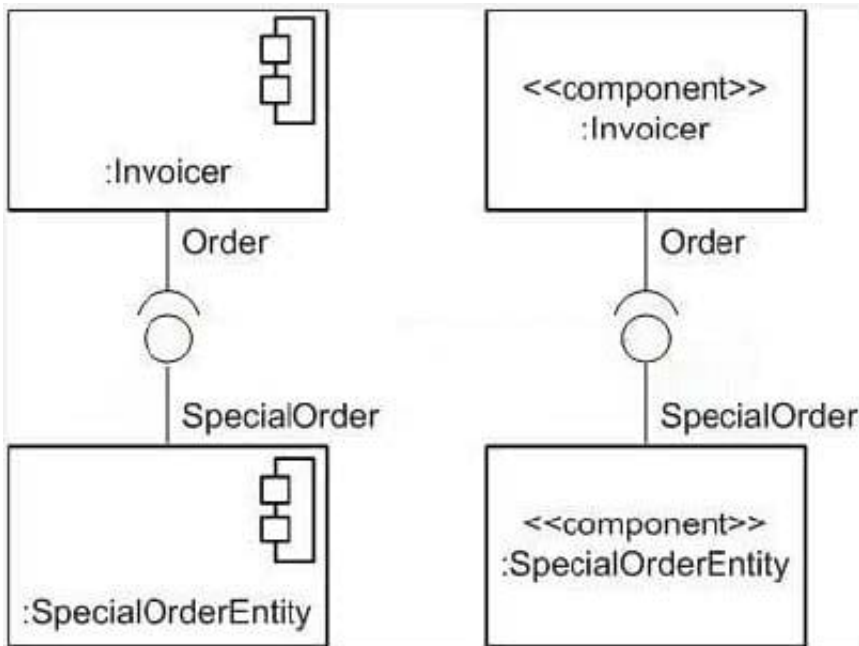 :Invoicer
Order
SpecialOrder
:SpecialOrderEntity
<<component>>
:Invoicer
Order
SpecialOrder
<<component>>
:SpecialOrderEntity